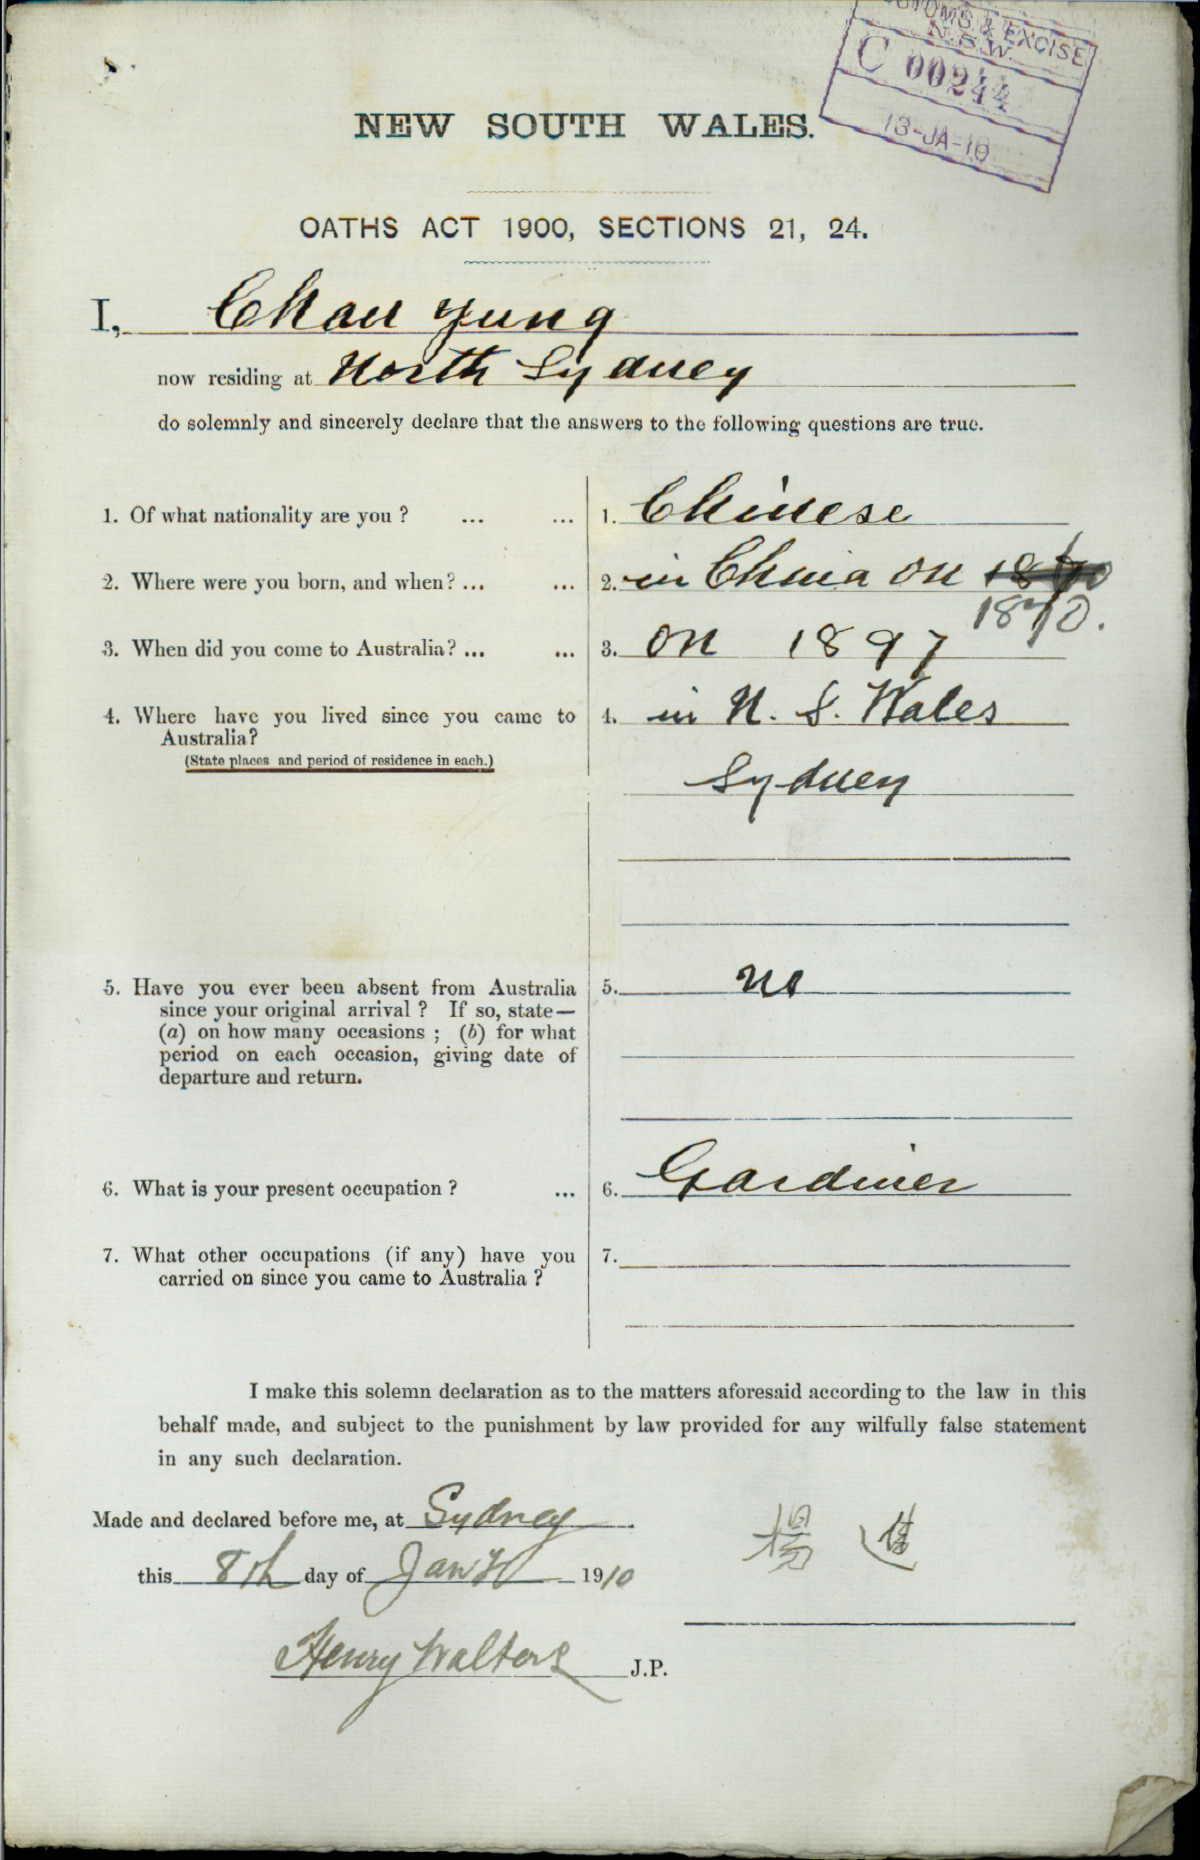 CUSTOMS & EXCISE
N.S.W.
C 00244
13-JA-10
NEW SOUTH WALES.
OATHS ACT 1900, SECTIONS 21, 24.
I, Chau Yung
now residing at North Sydney
do solemnly and sincerely declare that the answers to the following questions are true.
1. Of what nationality are you ? ... ... 1. Chinese
2. Where were you born, and when? ... ... 2. in China on
1870.
3. When did you come to Australia? ... ... 3. on 1897
4. Where have you lived since you came to 4. in N. S. Wales
Australia?
(State places and period of residence in each.)
Sydney
5. Have you ever been absent from Australia 5. no
since your original arrival ? If so, state—
(a) on how many occasions ; (b) for what
period on each occasion, giving date of
departure and return.
6. What is your present occupation ? ... 6. Gardiner
7. What other occupations (if any) have you 7.
carried on since you came to Australia ?
I make this solemn declaration as to the matters aforesaid according to the law in this
behalf made, and subject to the punishment by law provided for any wilfully false statement
in any such declaration.
Made and declared before me, at Sydney
楊 進
this 8th day of Jany 1910
Henry Walters J.P.